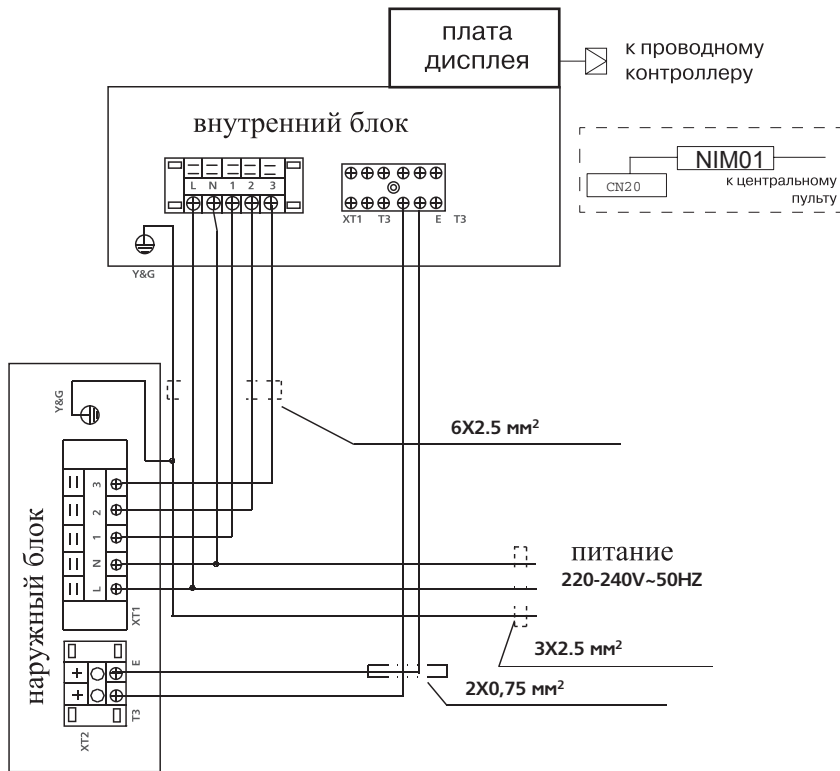 плата
дисплея
к проводному
контроллеру
внутренний блок
L N 1 2 3
XT1 T3 E T3
Y&G
NIM01
CN20
к центральному
пульту
Y&G
6X2.5 мм²
наружный блок
3
2
1
N
L
XT1
питание
220-240V~50HZ
3X2.5 мм²
E
T3
XT2
2X0,75 мм²